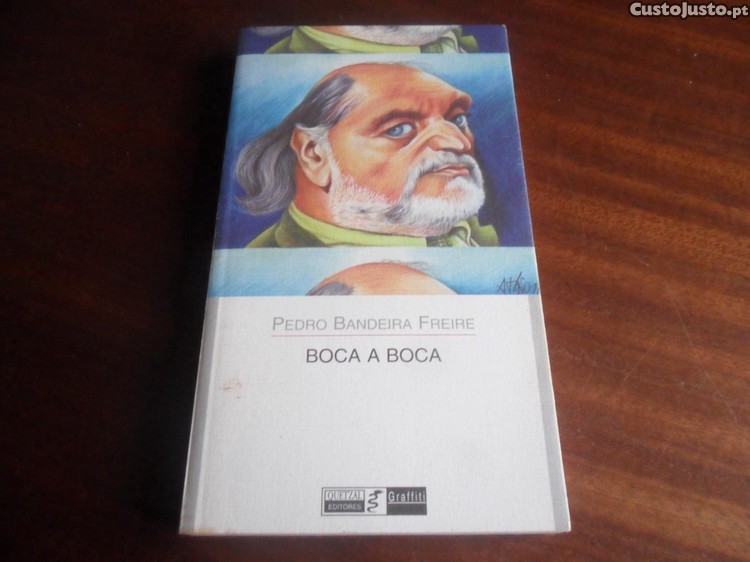 CustoJusto.pt
PEDRO BANDEIRA FREIRE
BOCA A BOCA
QUETZAL
EDITORES
Graffiti